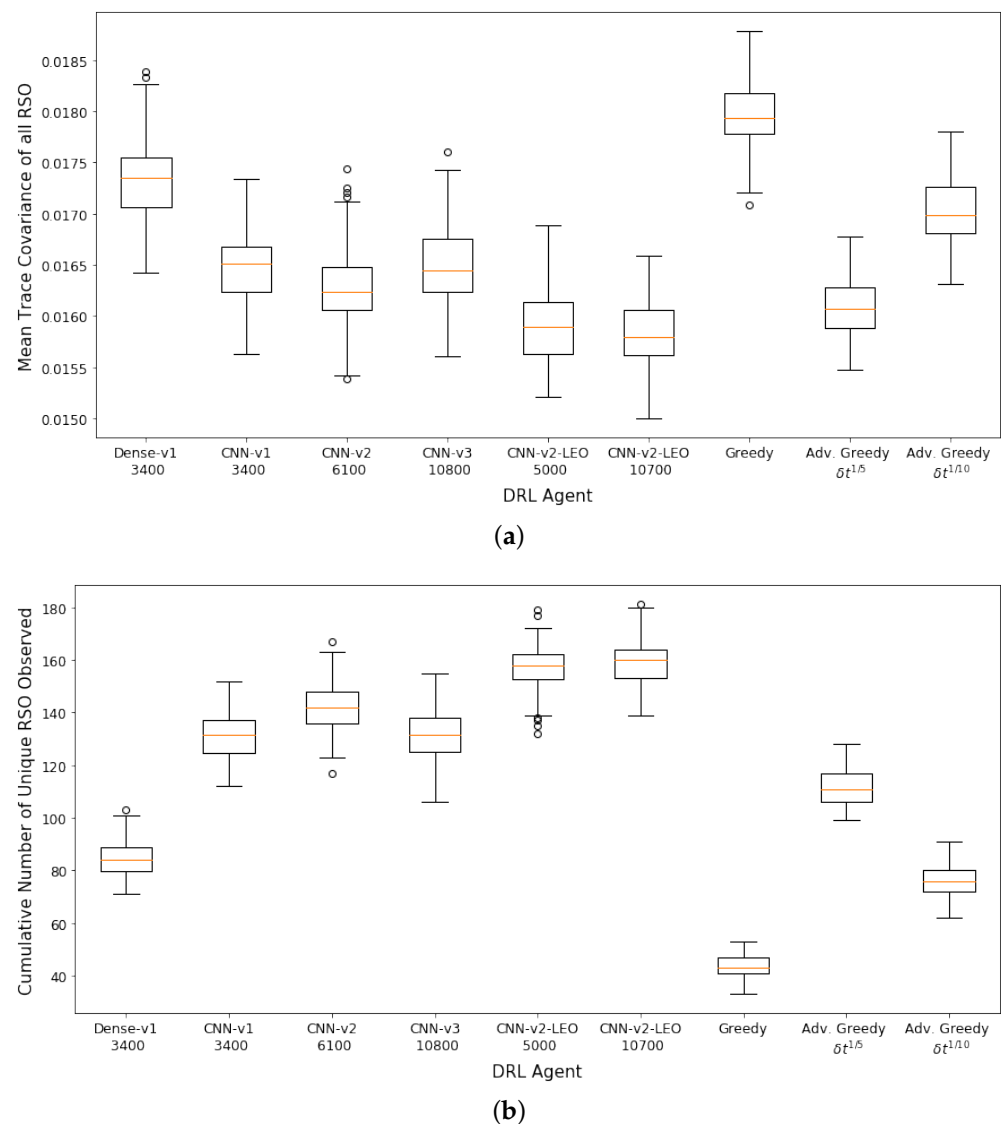 Mean Trace Covariance of all RSO
0.0185
0.0180
0.0175
0.0170
0.0165
0.0160
0.0155
0.0150
Dense-v1 CNN-v1 CNN-v2 CNN-v3 CNN-v2-LEO CNN-v2-LEO Greedy Adv. Greedy Adv. Greedy
3400 3400 6100 10800 5000 10700 δt^{1/5} δt^{1/10}
DRL Agent
(a)
Cumulative Number of Unique RSO Observed
180
160
140
120
100
80
60
40
Dense-v1 CNN-v1 CNN-v2 CNN-v3 CNN-v2-LEO CNN-v2-LEO Greedy Adv. Greedy Adv. Greedy
3400 3400 6100 10800 5000 10700 δt^{1/5} δt^{1/10}
DRL Agent
(b)